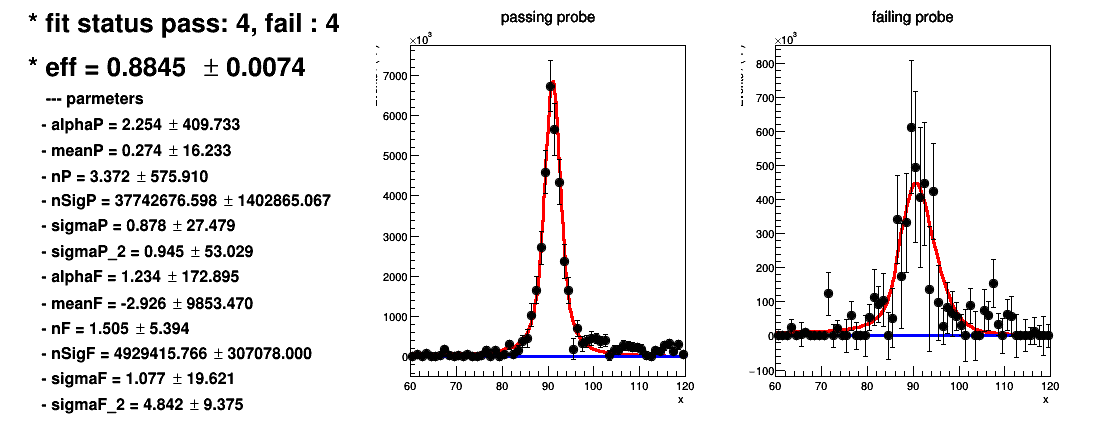 * fit status pass: 4, fail : 4
* eff = 0.8845 ± 0.0074
--- parmeters
- alphaP = 2.254 ± 409.733
- meanP = 0.274 ± 16.233
- nP = 3.372 ± 575.910
- nSigP = 37742676.598 ± 1402865.067
- sigmaP = 0.878 ± 27.479
- sigmaP_2 = 0.945 ± 53.029
- alphaF = 1.234 ± 172.895
- meanF = -2.926 ± 9853.470
- nF = 1.505 ± 5.394
- nSigF = 4929415.766 ± 307078.000
- sigmaF = 1.077 ± 19.621
- sigmaF_2 = 4.842 ± 9.375
passing probe
×10³
7000
6000
5000
4000
3000
2000
1000
0
60 70 80 90 100 110 120
x
failing probe
×10³
800
700
600
500
400
300
200
100
0
−100
60 70 80 90 100 110 120
x